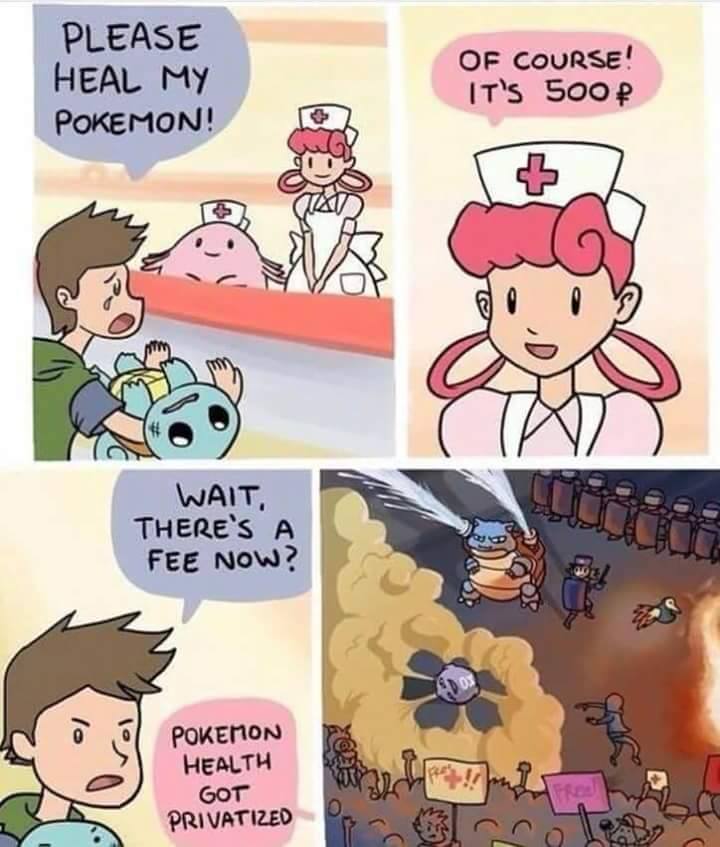 PLEASE
HEAL MY
POKEMON!
OF COURSE!
IT'S 500₽
WAIT,
THERE'S A
FEE NOW?
POKEMON
HEALTH
GOT
PRIVATIZED
FREE!